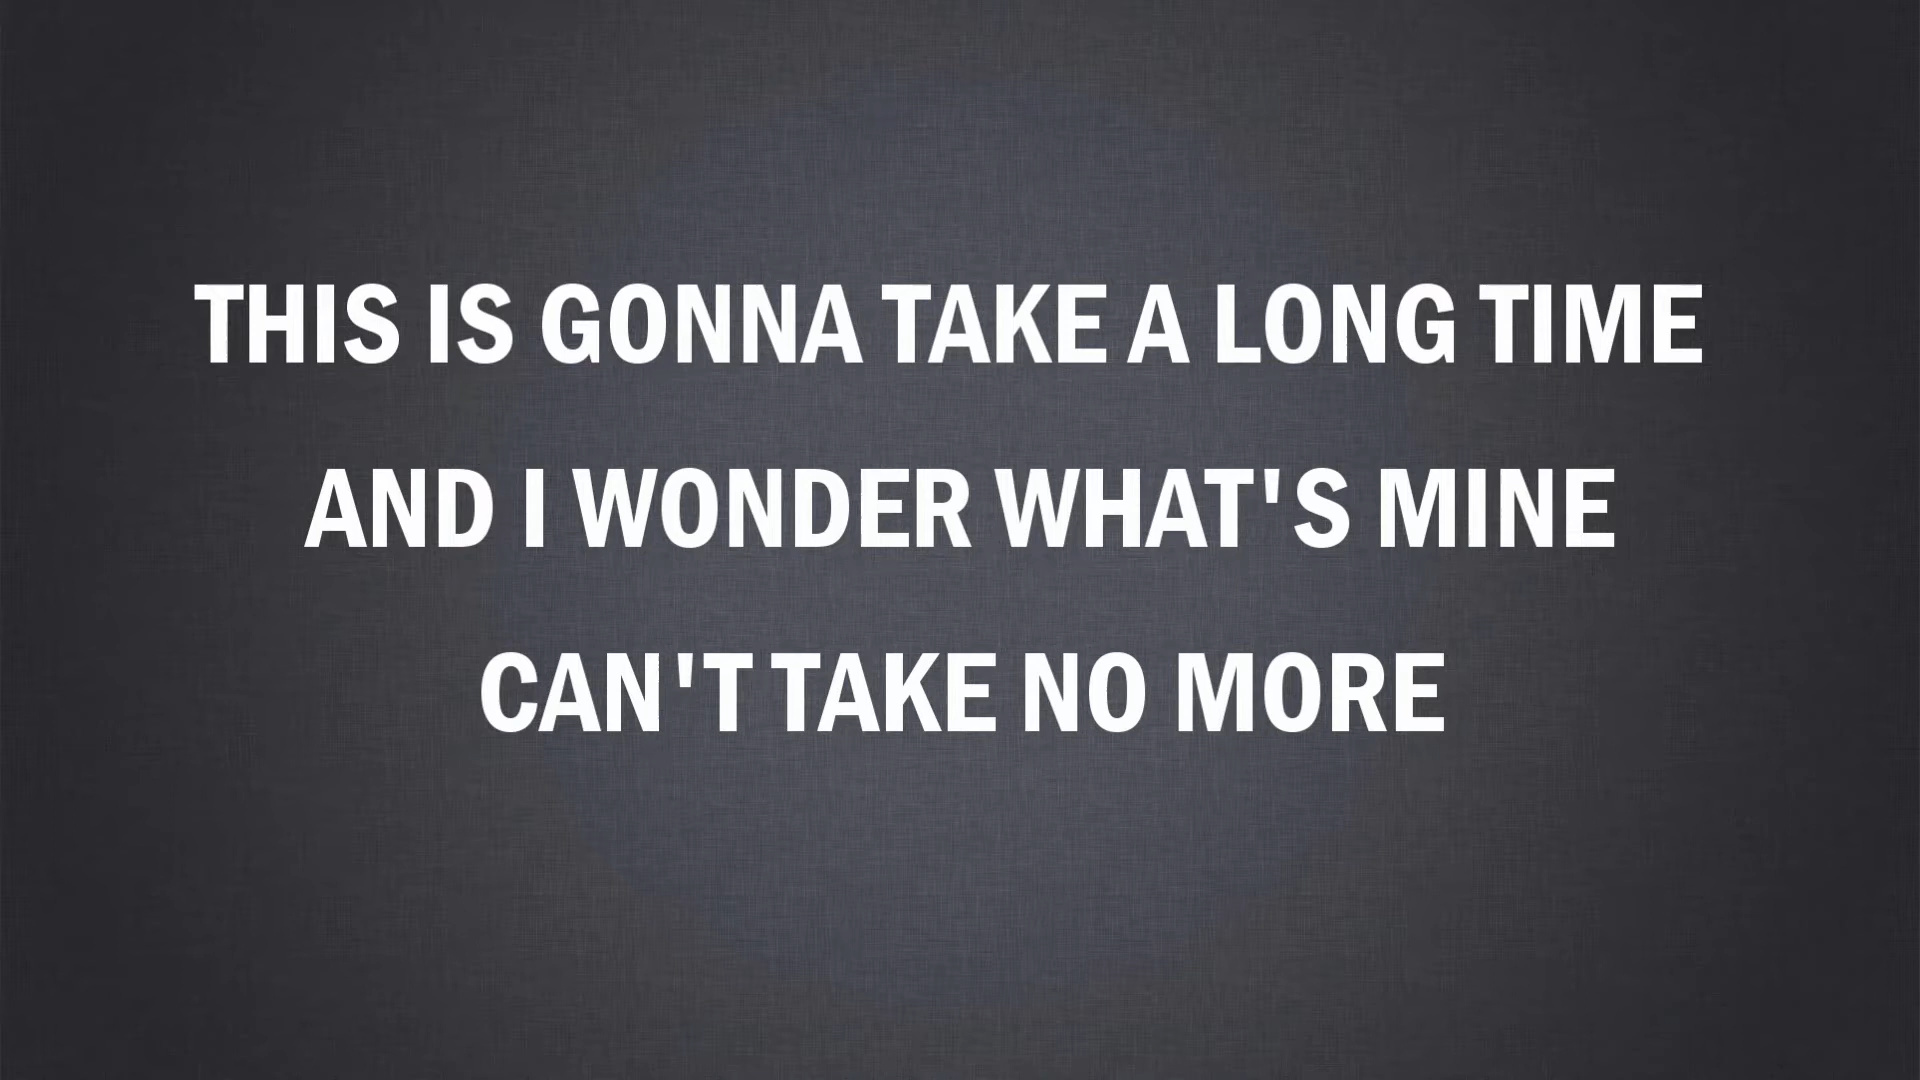 THIS IS GONNA TAKE A LONG TIME
AND I WONDER WHAT'S MINE
CAN'T TAKE NO MORE